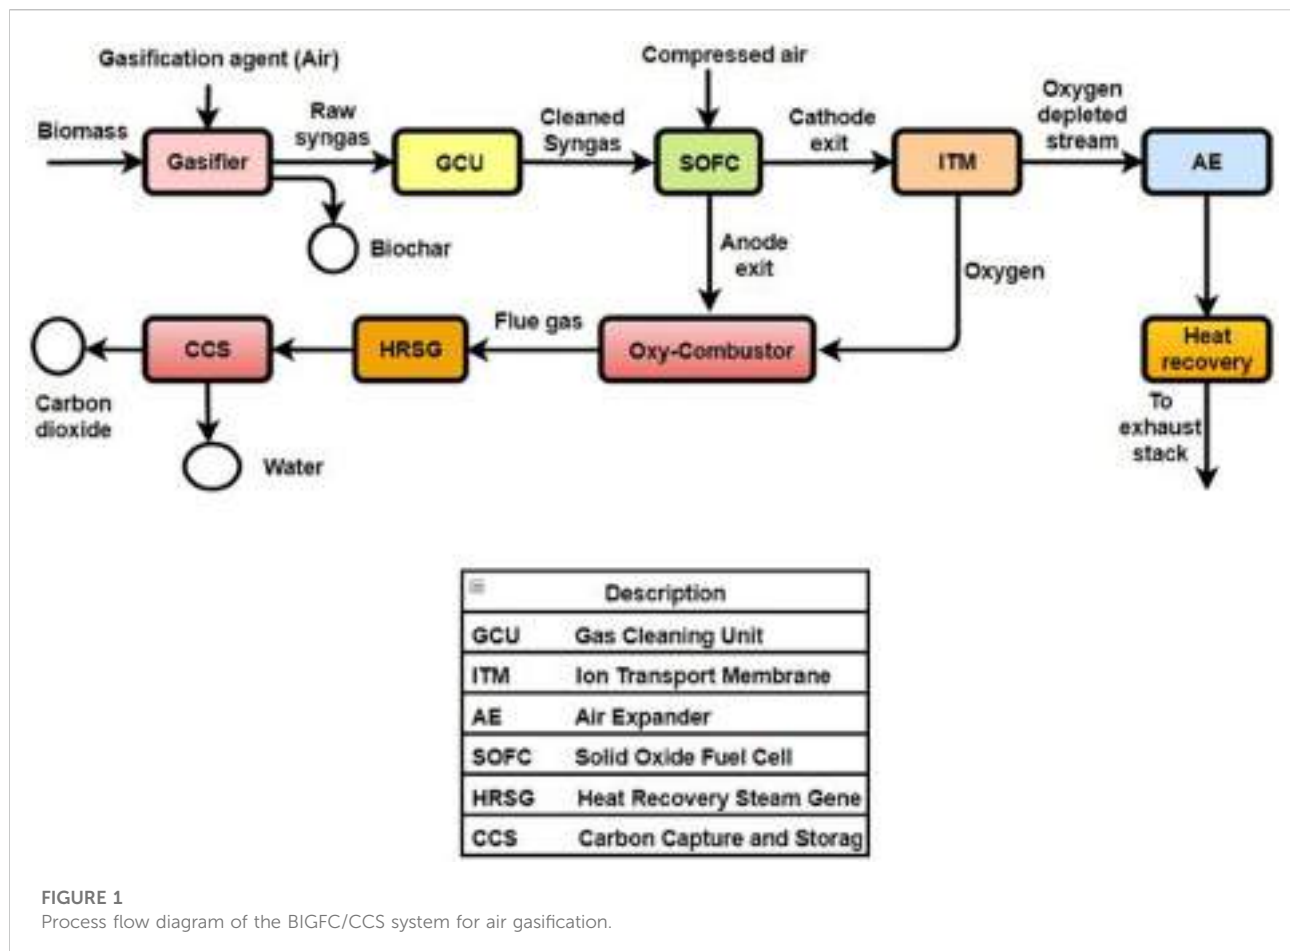 Gasification agent (Air)
Compressed air
Biomass
Gasifier
Raw
syngas
GCU
Cleaned
Syngas
SOFC
Cathode
exit
ITM
Oxygen
depleted
stream
AE
Biochar
Anode
exit
Oxygen
CCS
HRSG
Flue gas
Oxy-Combustor
Heat
recovery
Carbon
dioxide
Water
To
exhaust
stack
Description
GCU Gas Cleaning Unit
ITM Ion Transport Membrane
AE Air Expander
SOFC Solid Oxide Fuel Cell
HRSG Heat Recovery Steam Gene
CCS Carbon Capture and Storag
FIGURE 1
Process flow diagram of the BIGFC/CCS system for air gasification.